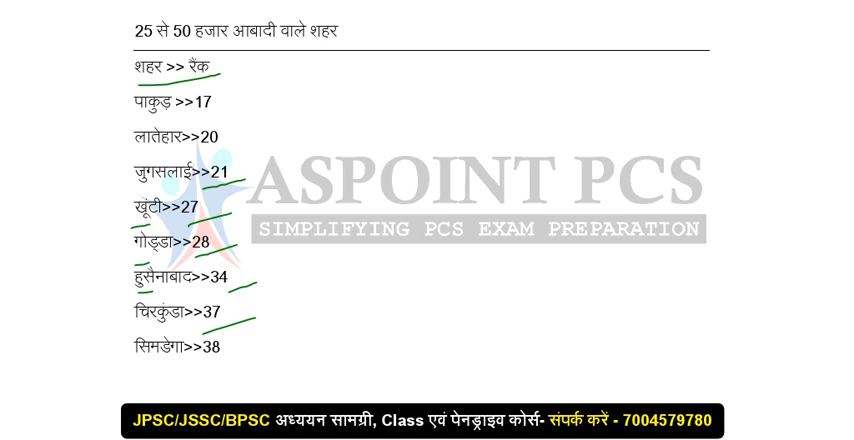 25 से 50 हजार आबादी वाले शहर
शहर >> रैंक
पाकुड़ >>17
लातेहार>>20
जुगसलाई>>21
खूंटी>>27
गोड्डा>>28
हुसैनाबाद>>34
चिरकुंडा>>37
सिमडेगा>>38
ASPOINT PCS
SIMPLIFYING PCS EXAM PREPARATION
JPSC/JSSC/BPSC अध्ययन सामग्री, Class एवं पेनड्राइव कोर्स- संपर्क करें - 7004579780